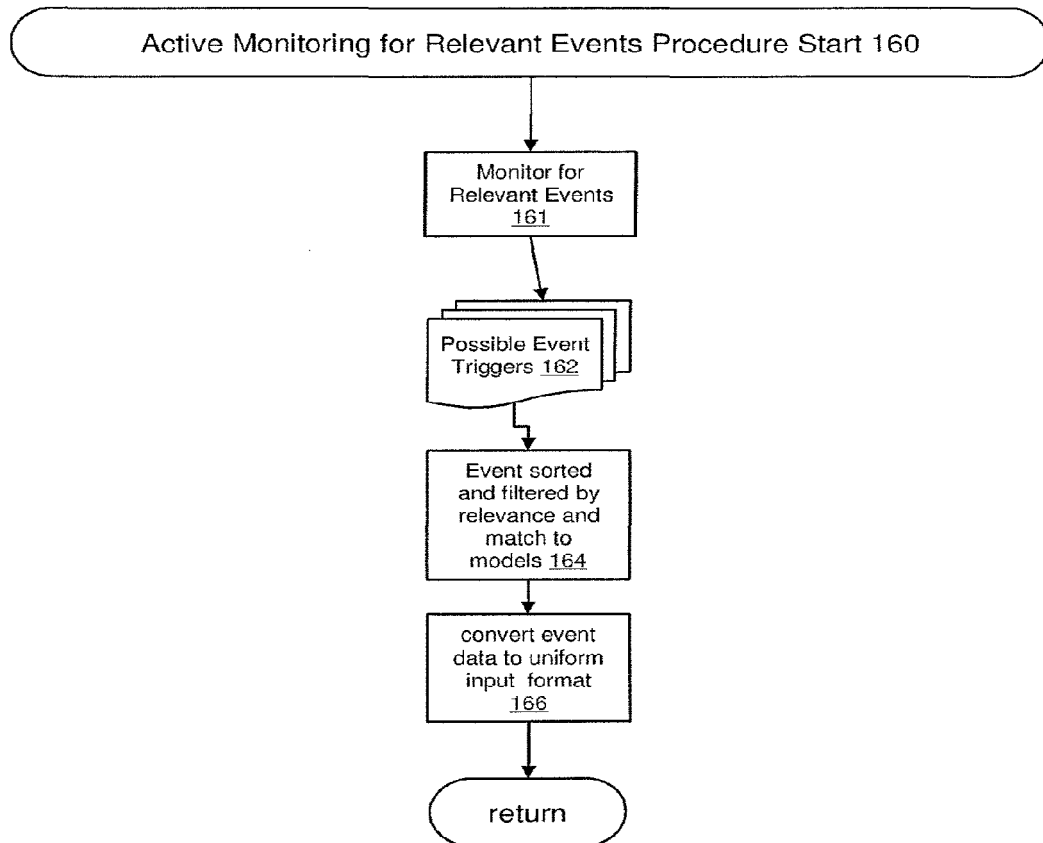 Active Monitoring for Relevant Events Procedure Start 160
Monitor for
Relevant Events
161
Possible Event
Triggers 162
Event sorted
and filtered by
relevance and
match to
models 164
convert event
data to uniform
input format
166
return